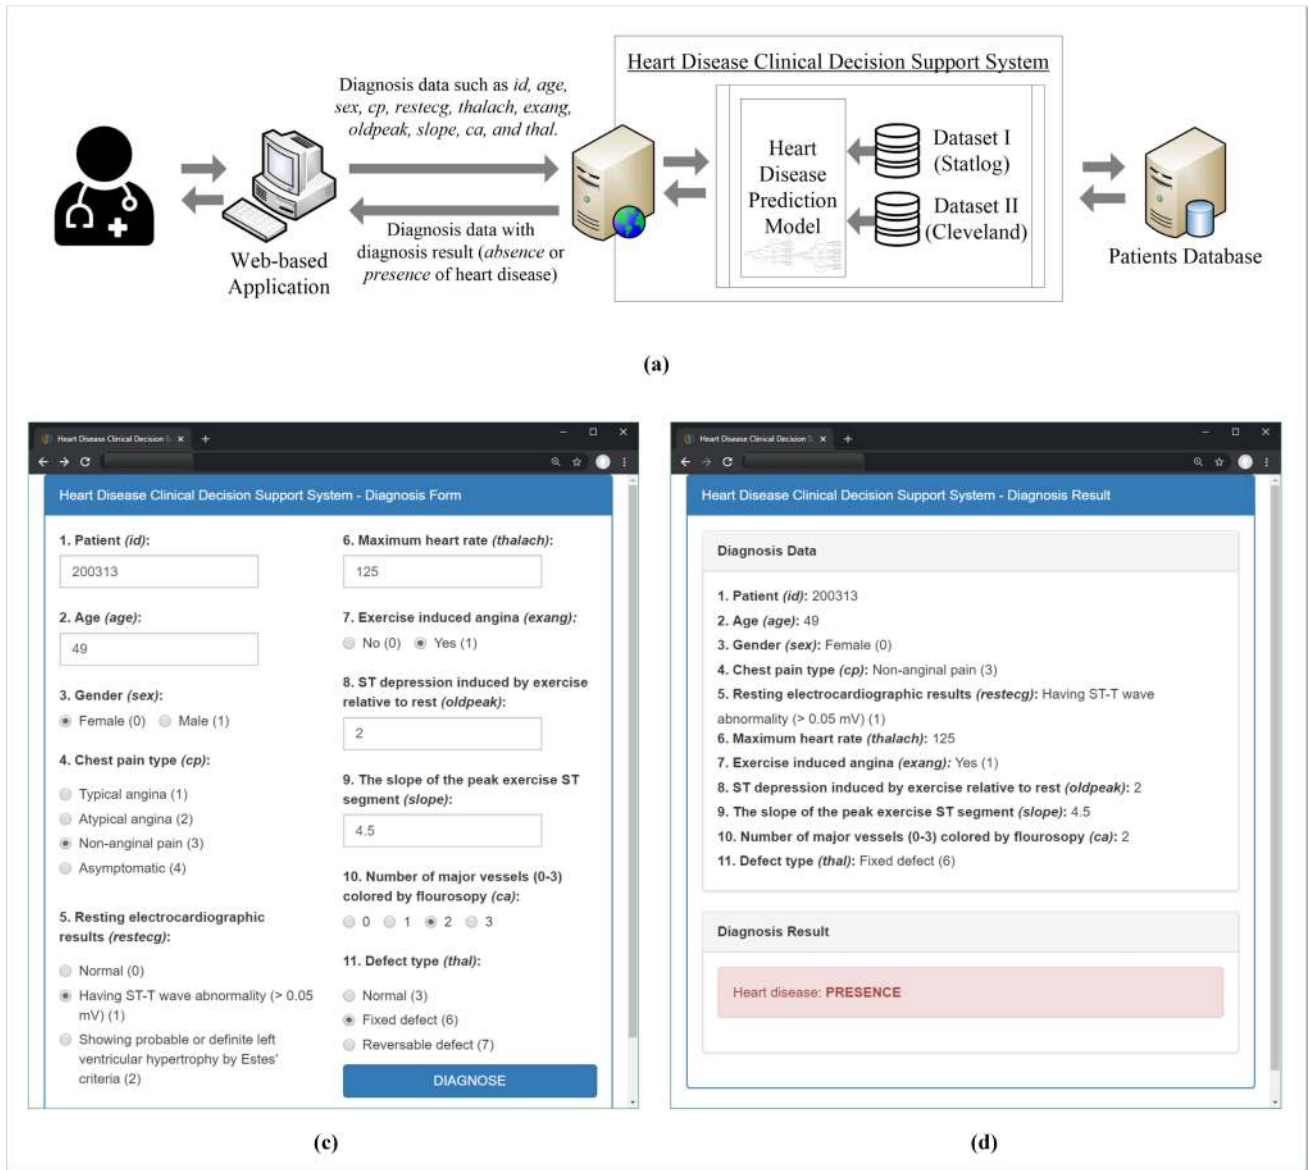 Heart Disease Clinical Decision Support System
Diagnosis data such as id, age,
sex, cp, restecg, thalach, exang,
oldpeak, slope, ca, and thal.
Heart
Disease
Prediction
Model
Dataset I
(Statlog)
Dataset II
(Cleveland)
Web-based
Application
Diagnosis data with
diagnosis result (absence or
presence of heart disease)
Patients Database
(a)
Heart Disease Clinical Decision
Heart Disease Clinical Decision Support System - Diagnosis Form
1. Patient (id):
200313
2. Age (age):
49
3. Gender (sex):
Female (0) Male (1)
4. Chest pain type (cp):
Typical angina (1)
Atypical angina (2)
Non-anginal pain (3)
Asymptomatic (4)
5. Resting electrocardiographic
results (restecg):
Normal (0)
Having ST-T wave abnormality (> 0.05
mV) (1)
Showing probable or definite left
ventricular hypertrophy by Estes'
criteria (2)
6. Maximum heart rate (thalach):
125
7. Exercise induced angina (exang):
No (0) Yes (1)
8. ST depression induced by exercise
relative to rest (oldpeak):
2
9. The slope of the peak exercise ST
segment (slope):
4.5
10. Number of major vessels (0-3)
colored by flourosopy (ca):
0 1 2 3
11. Defect type (thal):
Normal (3)
Fixed defect (6)
Reversable defect (7)
DIAGNOSE
(c)
Heart Disease Clinical Decision
Heart Disease Clinical Decision Support System - Diagnosis Result
Diagnosis Data
1. Patient (id): 200313
2. Age (age): 49
3. Gender (sex): Female (0)
4. Chest pain type (cp): Non-anginal pain (3)
5. Resting electrocardiographic results (restecg): Having ST-T wave
abnormality (> 0.05 mV) (1)
6. Maximum heart rate (thalach): 125
7. Exercise induced angina (exang): Yes (1)
8. ST depression induced by exercise relative to rest (oldpeak): 2
9. The slope of the peak exercise ST segment (slope): 4.5
10. Number of major vessels (0-3) colored by flourosopy (ca): 2
11. Defect type (thal): Fixed defect (6)
Diagnosis Result
Heart disease: PRESENCE
(d)